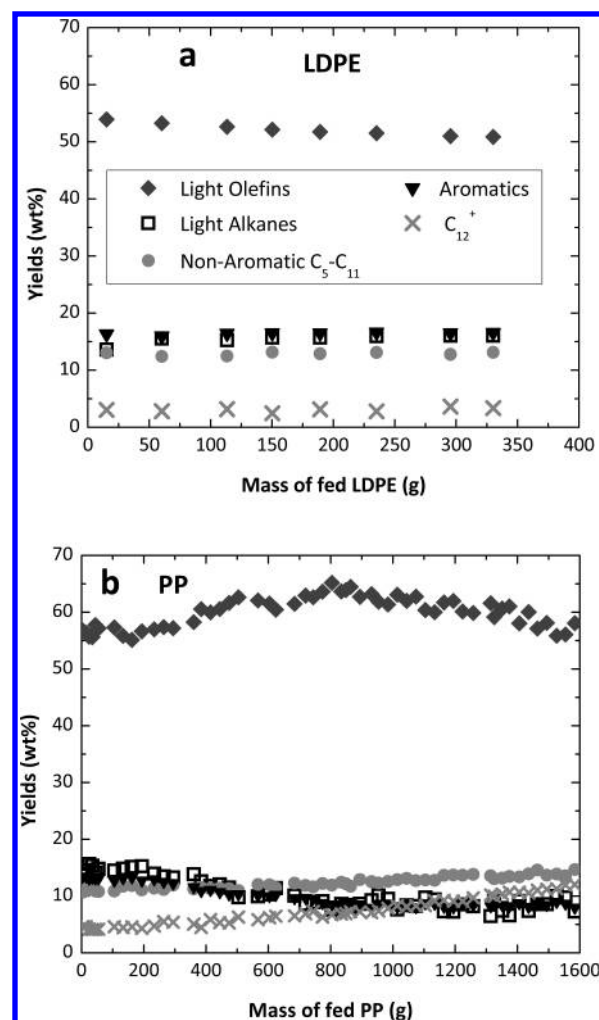 a LDPE
70
60
50
40
30
20
10
0
Yields (wt%)
Light Olefins
Aromatics
Light Alkanes
C12+
Non-Aromatic C5-C11
0 50 100 150 200 250 300 350 400
Mass of fed LDPE (g)
b PP
70
60
50
40
30
20
10
0
Yields (wt%)
0 200 400 600 800 1000 1200 1400 1600
Mass of fed PP (g)